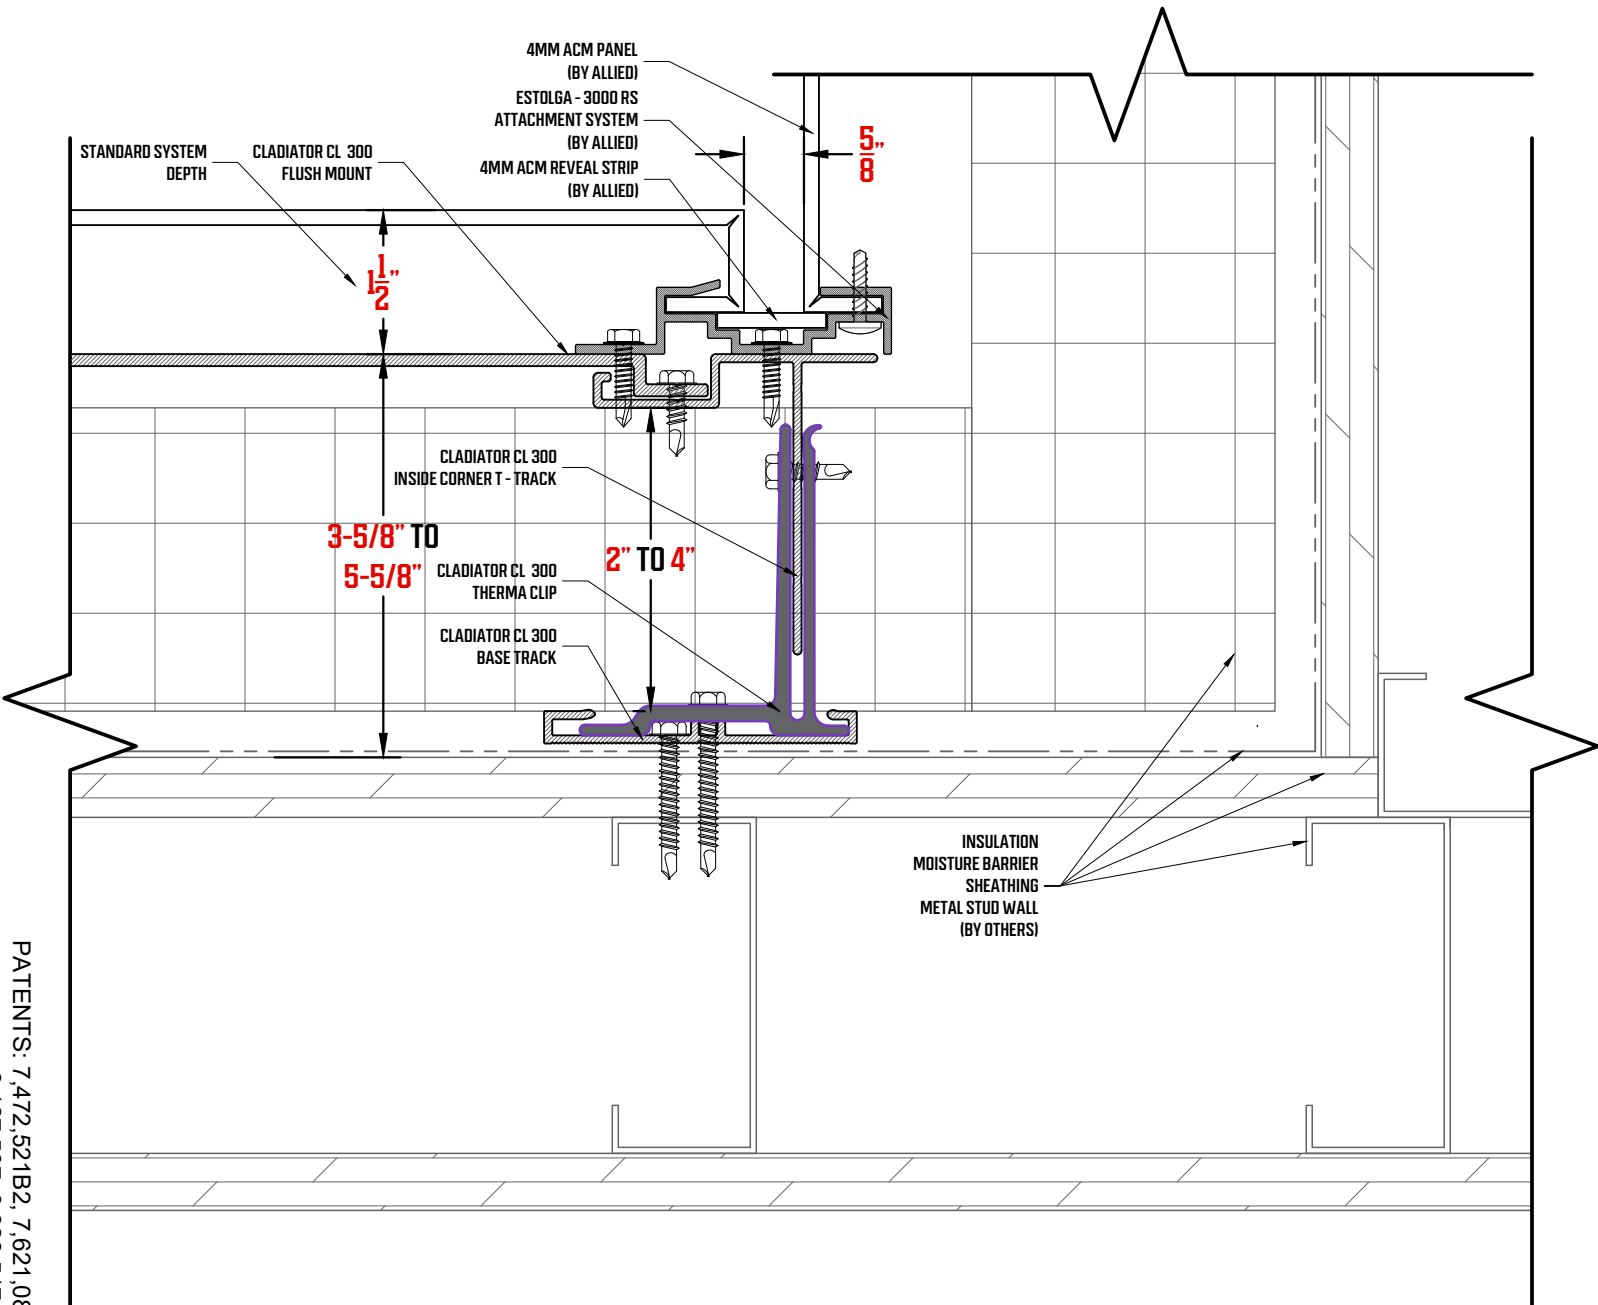 4MM ACM PANEL
(BY ALLIED)
ESTOLGA - 3000 RS
ATTACHMENT SYSTEM
(BY ALLIED)
4MM ACM REVEAL STRIP
(BY ALLIED)
STANDARD SYSTEM
DEPTH
CLADIATOR CL 300
FLUSH MOUNT
5/8"
1 1/2"
CLADIATOR CL 300
INSIDE CORNER T - TRACK
3-5/8" TO
5-5/8"
2" TO 4"
CLADIATOR CL 300
THERMA CLIP
CLADIATOR CL 300
BASE TRACK
INSULATION
MOISTURE BARRIER
SHEATHING
METAL STUD WALL
(BY OTHERS)
PATENTS: 7,472,521B2, 7,621,08